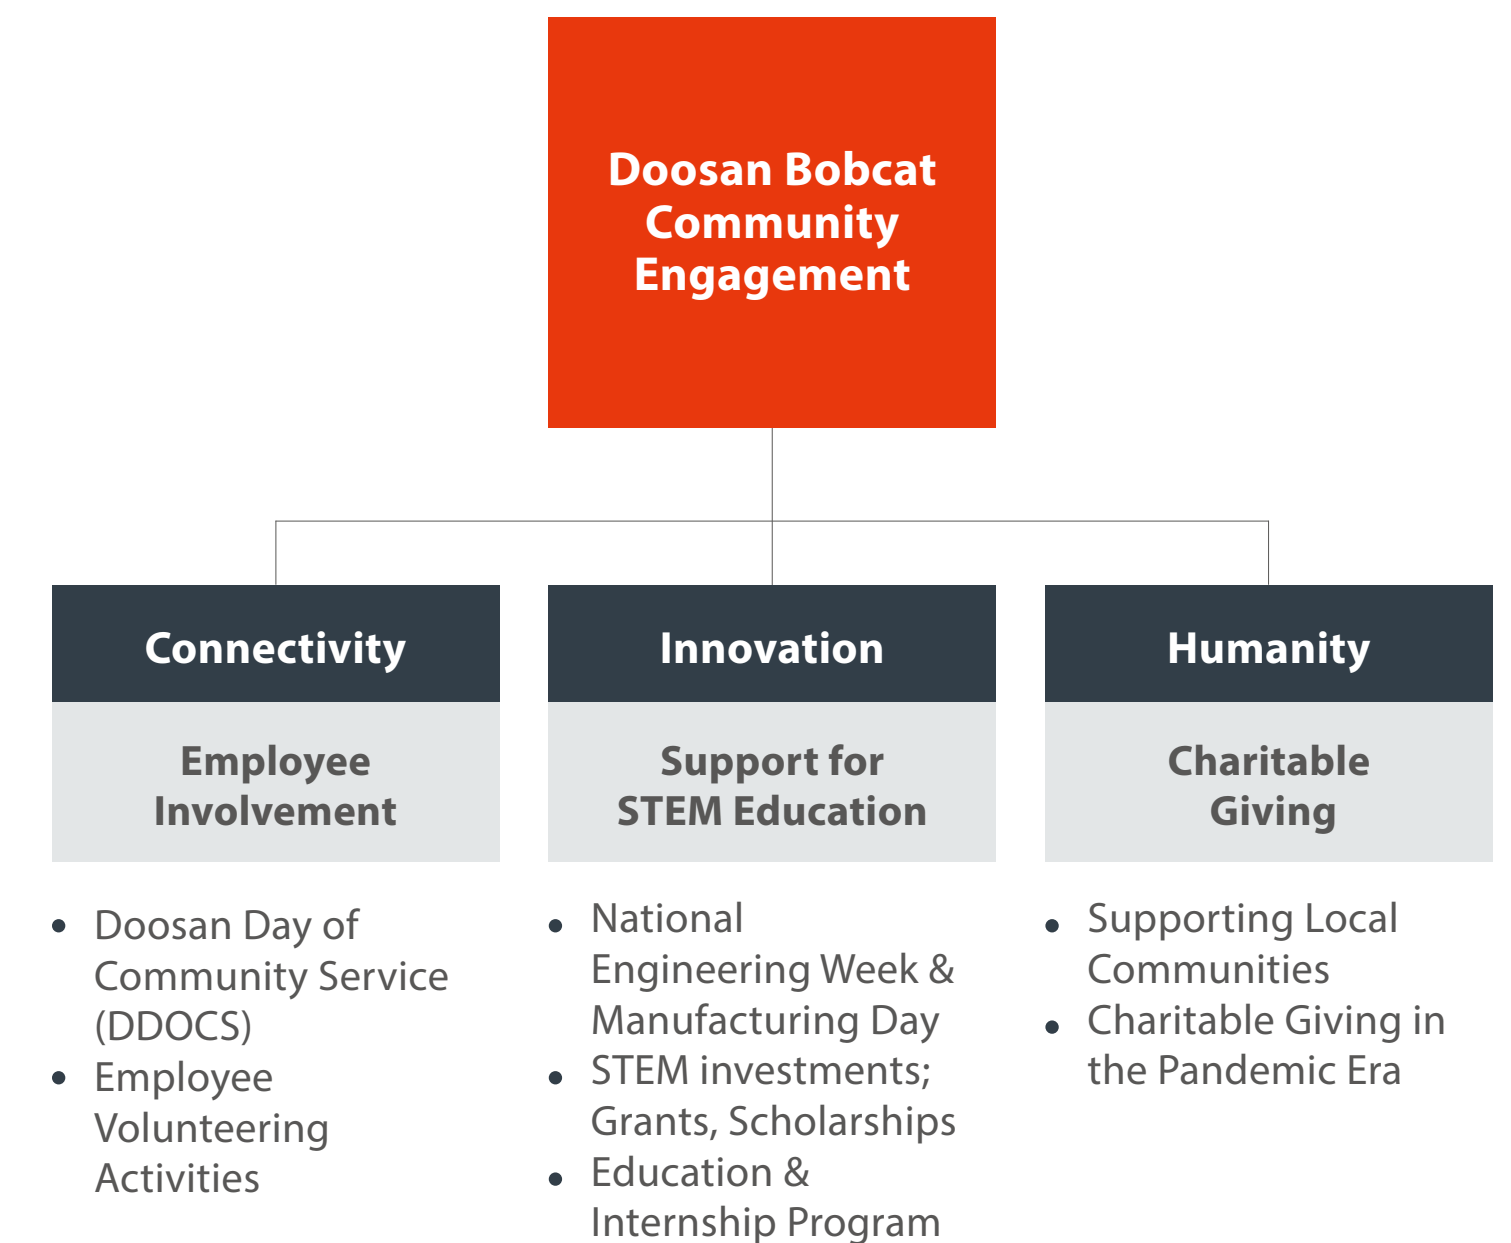 Doosan Bobcat
Community
Engagement
Connectivity
Employee
Involvement
• Doosan Day of
Community Service
(DDOCS)
• Employee
Volunteering
Activities
Innovation
Support for
STEM Education
• National
Engineering Week &
Manufacturing Day
• STEM investments;
Grants, Scholarships
• Education &
Internship Program
Humanity
Charitable
Giving
• Supporting Local
Communities
• Charitable Giving in
the Pandemic Era